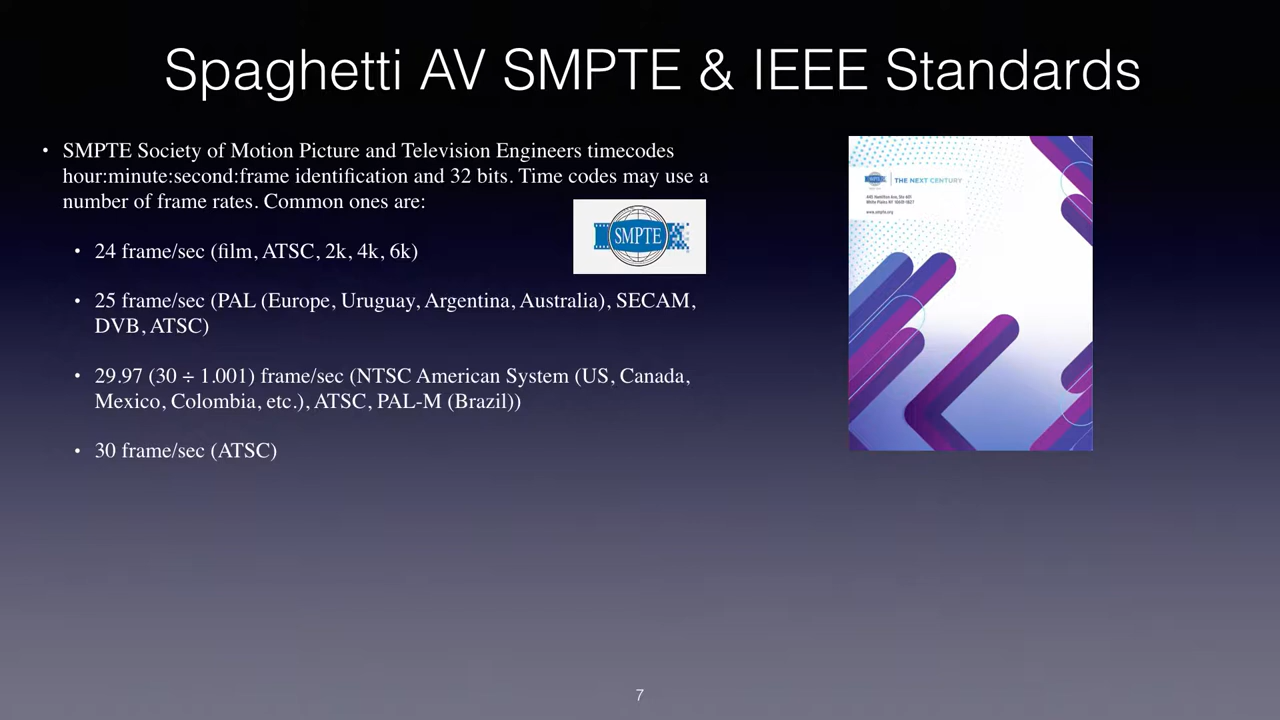 Spaghetti AV SMPTE & IEEE Standards
• SMPTE Society of Motion Picture and Television Engineers timecodes
hour:minute:second:frame identification and 32 bits. Time codes may use a
number of frame rates. Common ones are:
SMPTE
• 24 frame/sec (film, ATSC, 2k, 4k, 6k)
• 25 frame/sec (PAL (Europe, Uruguay, Argentina, Australia), SECAM,
DVB, ATSC)
• 29.97 (30 ÷ 1.001) frame/sec (NTSC American System (US, Canada,
Mexico, Colombia, etc.), ATSC, PAL-M (Brazil))
• 30 frame/sec (ATSC)
SMPTE THE NEXT CENTURY
www.smpte.org
7